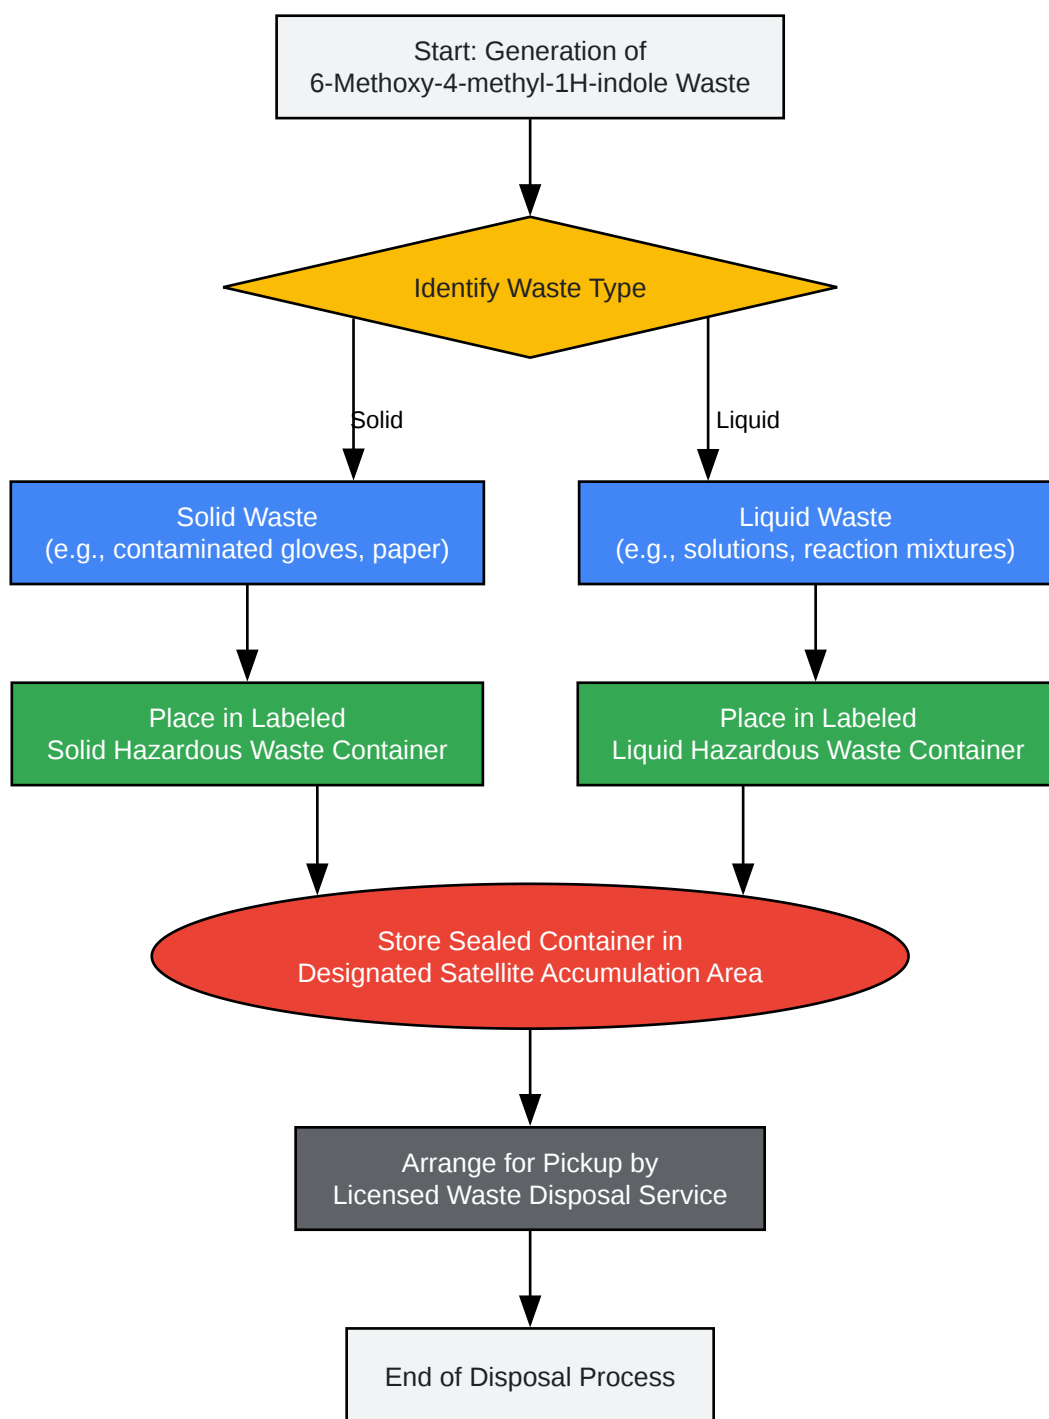 Start: Generation of
6-Methoxy-4-methyl-1H-indole Waste
Identify Waste Type
Solid
Liquid
Solid Waste
(e.g., contaminated gloves, paper)
Liquid Waste
(e.g., solutions, reaction mixtures)
Place in Labeled
Solid Hazardous Waste Container
Place in Labeled
Liquid Hazardous Waste Container
Store Sealed Container in
Designated Satellite Accumulation Area
Arrange for Pickup by
Licensed Waste Disposal Service
End of Disposal Process